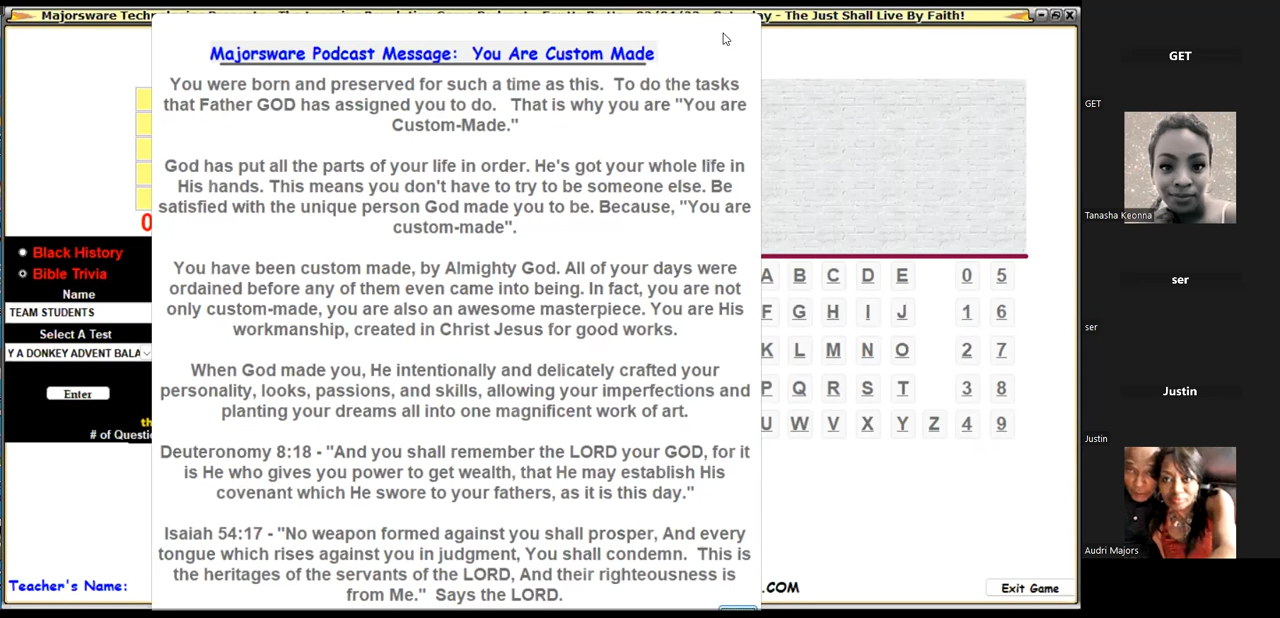 Majorsware
- The Just Shall Live By Faith!
Majorsware Podcast Message: You Are Custom Made
You were born and preserved for such a time as this. To do the tasks
that Father GOD has assigned you to do. That is why you are "You are
Custom-Made."
God has put all the parts of your life in order. He's got your whole life in
His hands. This means you don't have to try to be someone else. Be
satisfied with the unique person God made you to be. Because, "You are
custom-made".
You have been custom made, by Almighty God. All of your days were
ordained before any of them even came into being. In fact, you are not
only custom-made, you are also an awesome masterpiece. You are His
workmanship, created in Christ Jesus for good works.
When God made you, He intentionally and delicately crafted your
personality, looks, passions, and skills, allowing your imperfections and
planting your dreams all into one magnificent work of art.
Deuteronomy 8:18 - "And you shall remember the LORD your GOD, for it
is He who gives you power to get wealth, that He may establish His
covenant which He swore to your fathers, as it is this day."
Isaiah 54:17 - "No weapon formed against you shall prosper, And every
tongue which rises against you in judgment, You shall condemn. This is
the heritages of the servants of the LORD, And their righteousness is
from Me." Says the LORD.
0
Black History
Bible Trivia
Name
TEAM STUDENTS
Select A Test
Y A DONKEY ADVENT BALA
Enter
th
# of Questi
Teacher's Name:
A B C D E 0 5
F G H I J 1 6
K L M N O 2 7
P Q R S T 3 8
U W V X Y Z 4 9
.COM
Exit Game
GET
GET
Tanasha Keonna
ser
ser
Justin
Justin
Audri Majors